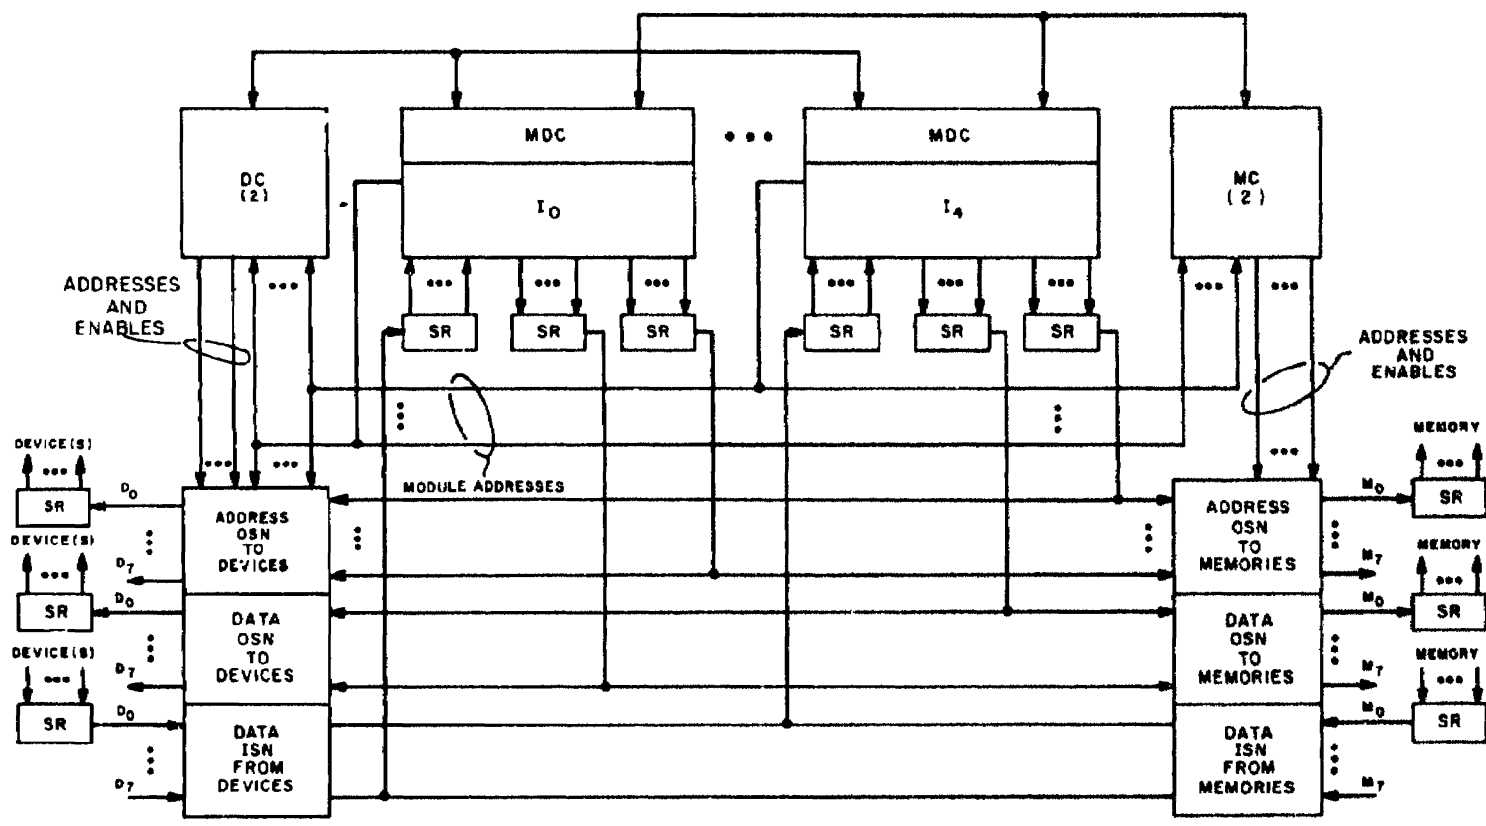 MDC
MDC
DC
(2)
I0
I4
MC
(2)
ADDRESSES
AND
ENABLES
SR
SR
SR
SR
SR
SR
ADDRESSES
AND
ENABLES
MODULE ADDRESSES
DEVICE(S)
SR
D0
D7
ADDRESS
OSN
TO
DEVICES
DEVICE(S)
SR
D0
D7
DATA
OSN
TO
DEVICES
DEVICE(S)
SR
D0
D7
DATA
ISN
FROM
DEVICES
ADDRESS
OSN
TO
MEMORIES
M0
M7
MEMORY
SR
DATA
OSN
TO
MEMORIES
M0
M7
MEMORY
SR
DATA
ISN
FROM
MEMORIES
M0
M7
MEMORY
SR